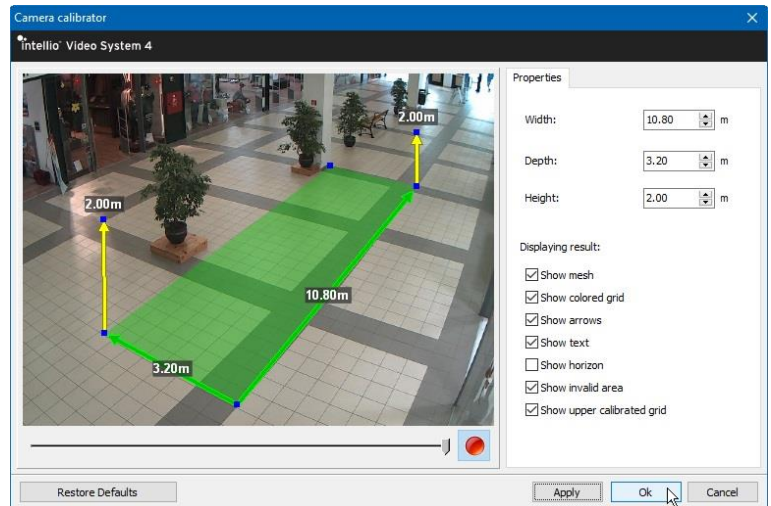 Camera calibrator
intellio Video System 4
2.00m
2.00m
10.80m
3.20m
Properties
Width: 10.80 m
Depth: 3.20 m
Height: 2.00 m
Displaying result:
Show mesh
Show colored grid
Show arrows
Show text
Show horizon
Show invalid area
Show upper calibrated grid
Restore Defaults
Apply
Ok
Cancel